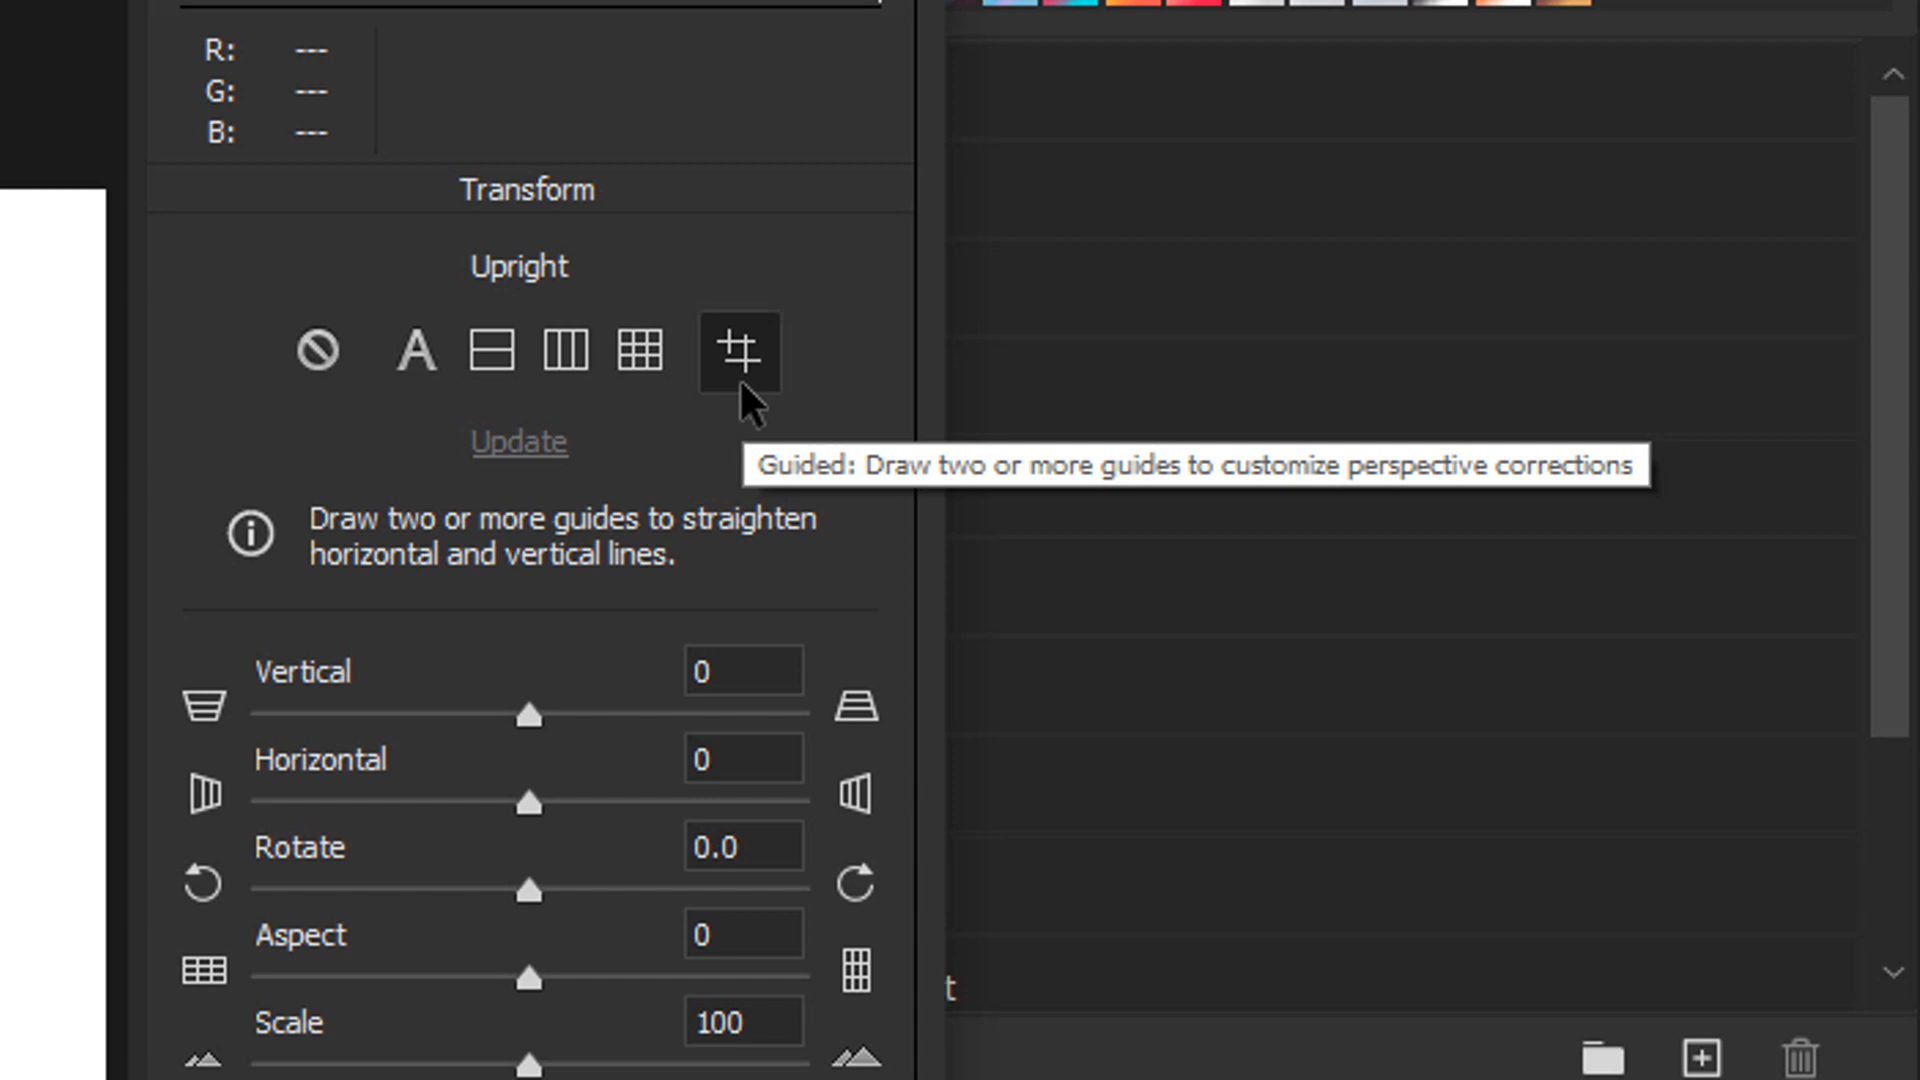 R: ---
G: ---
B: ---
Transform
Upright
A
Update
Guided: Draw two or more guides to customize perspective corrections
Draw two or more guides to straighten
horizontal and vertical lines.
Vertical 0
Horizontal 0
Rotate 0.0
Aspect 0
t
Scale 100